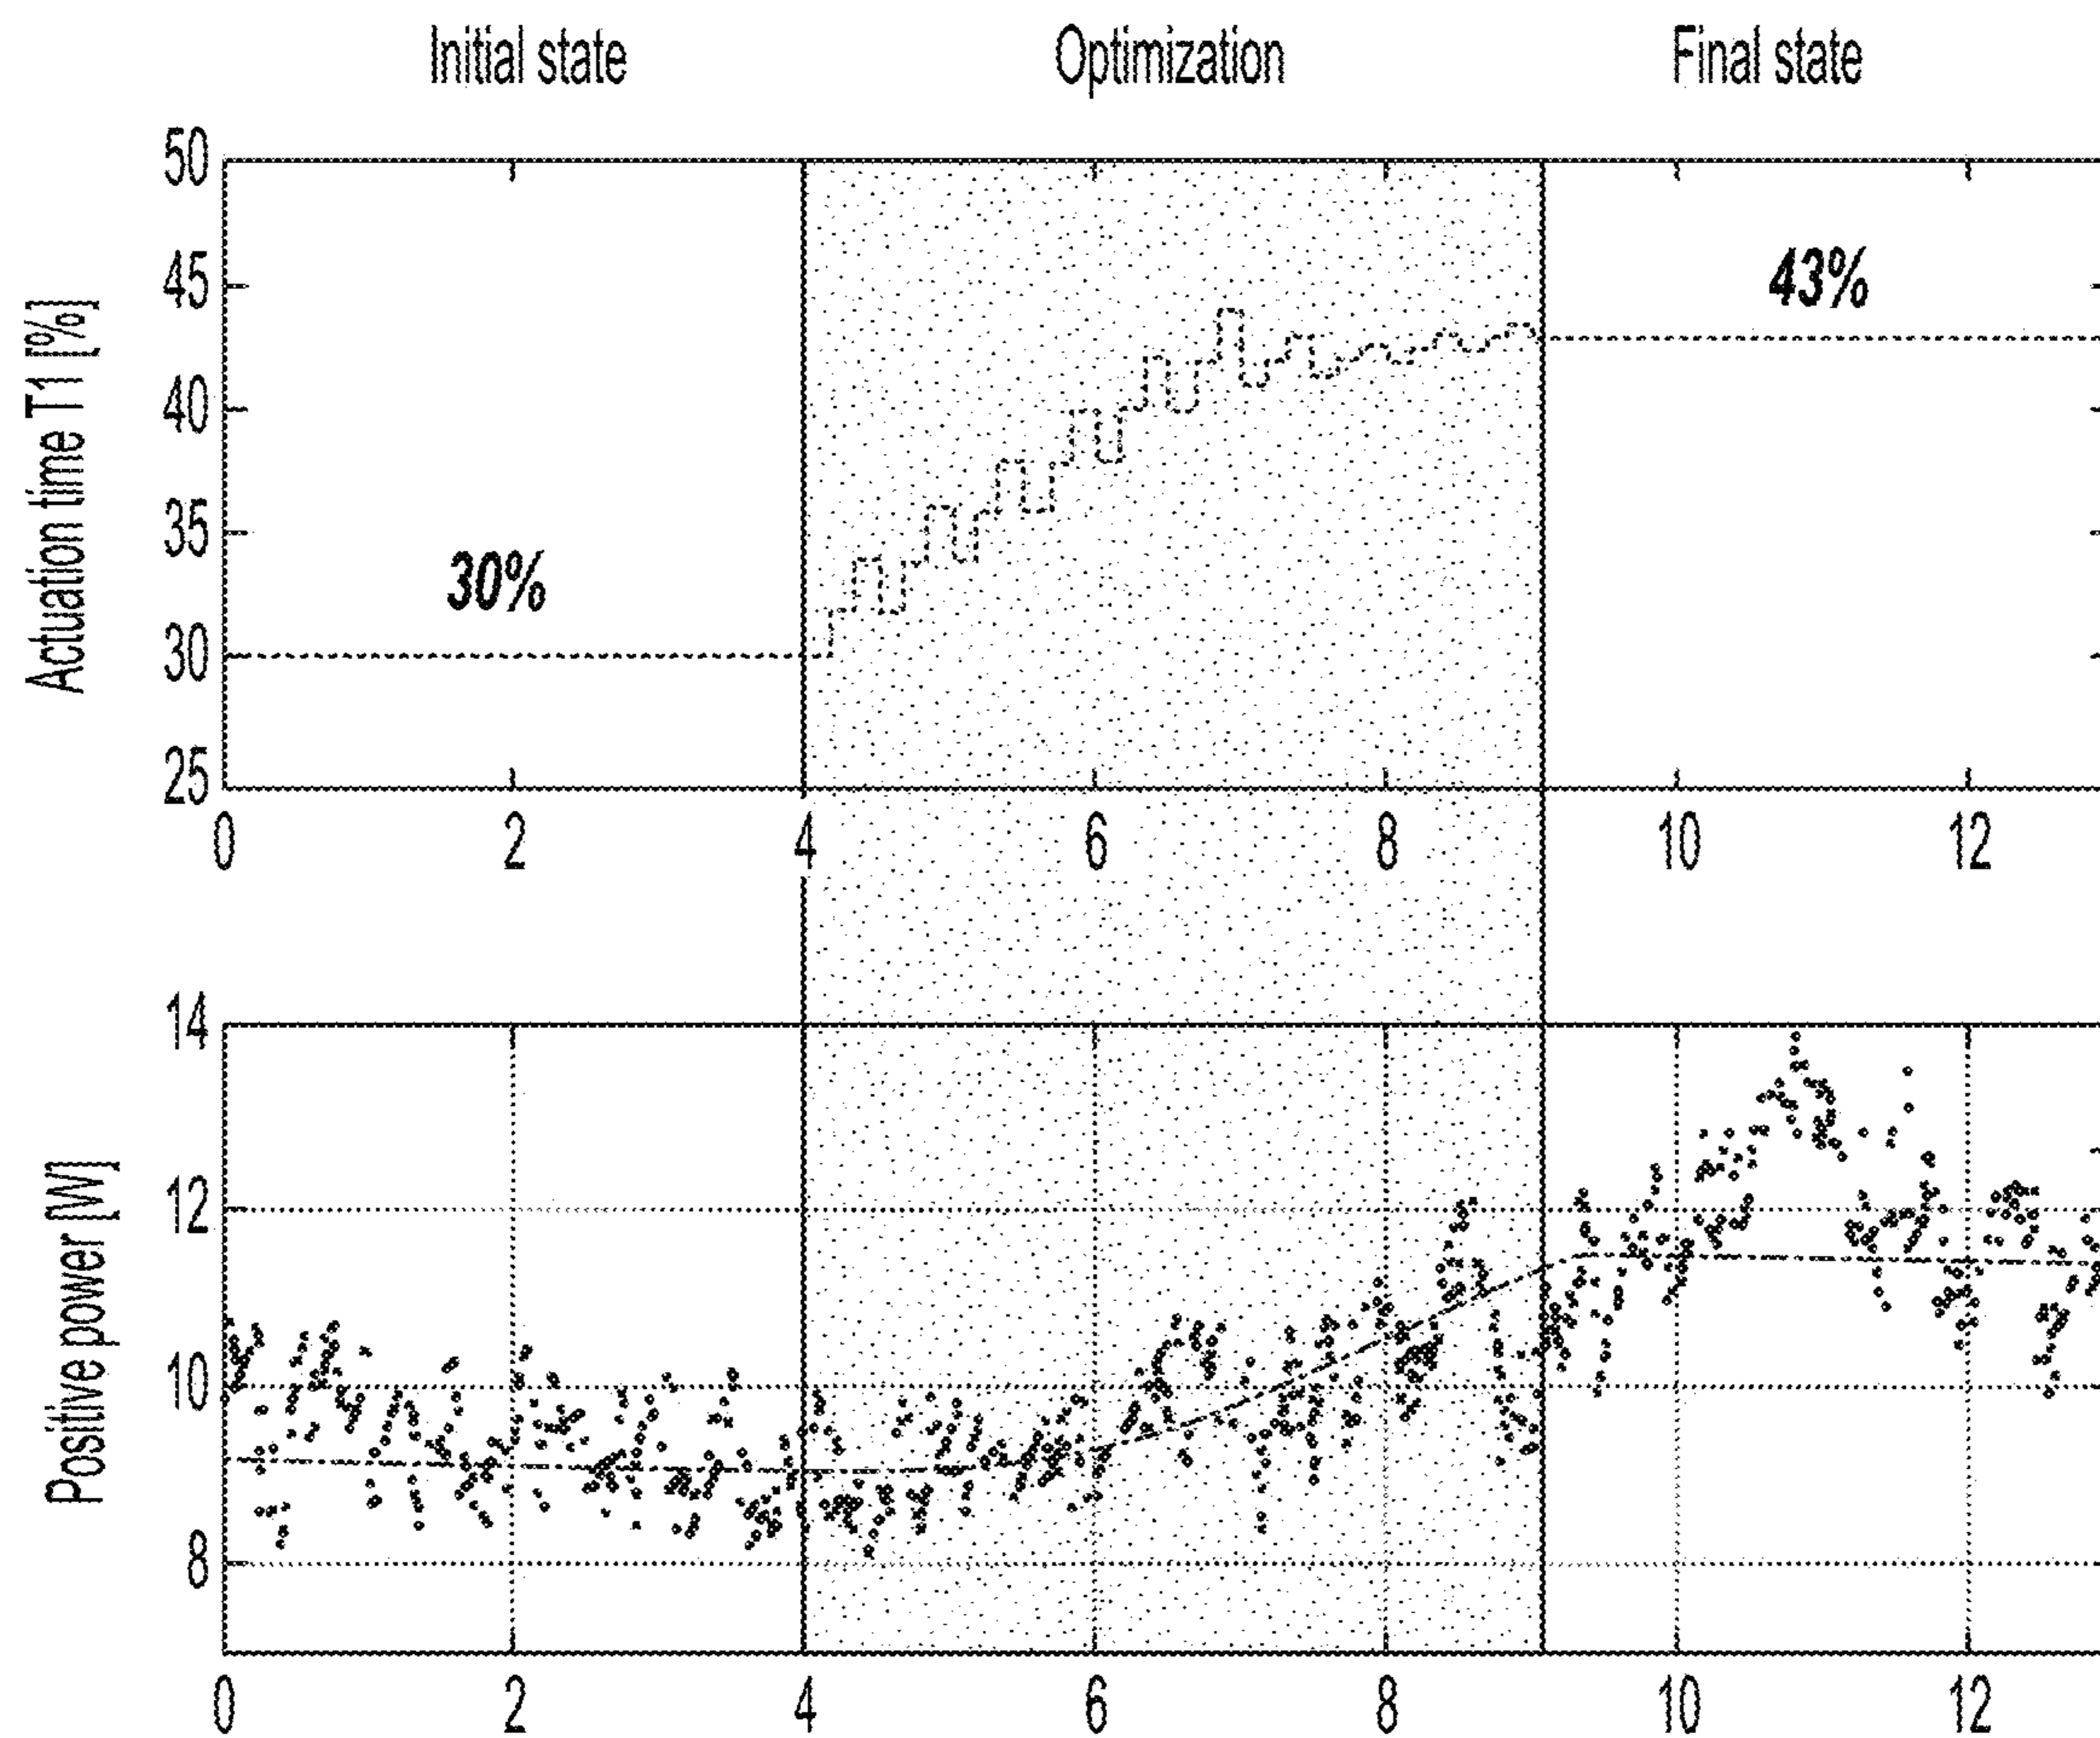 Initial state Optimization Final state
Actuation time T1 [%]
50
45
40
35
30
25
30%
43%
0 2 4 6 8 10 12
Positive power [W]
14
12
10
8
0 2 4 6 8 10 12